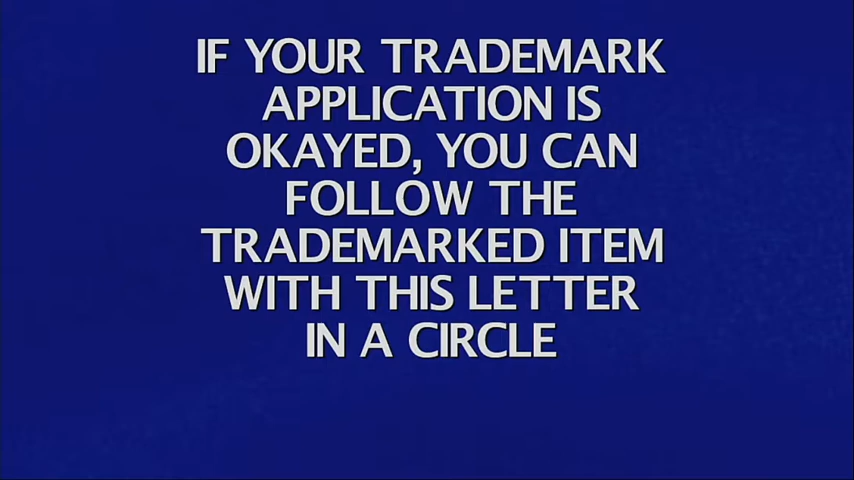 IF YOUR TRADEMARK
APPLICATION IS
OKAYED, YOU CAN
FOLLOW THE
TRADEMARKED ITEM
WITH THIS LETTER
IN A CIRCLE